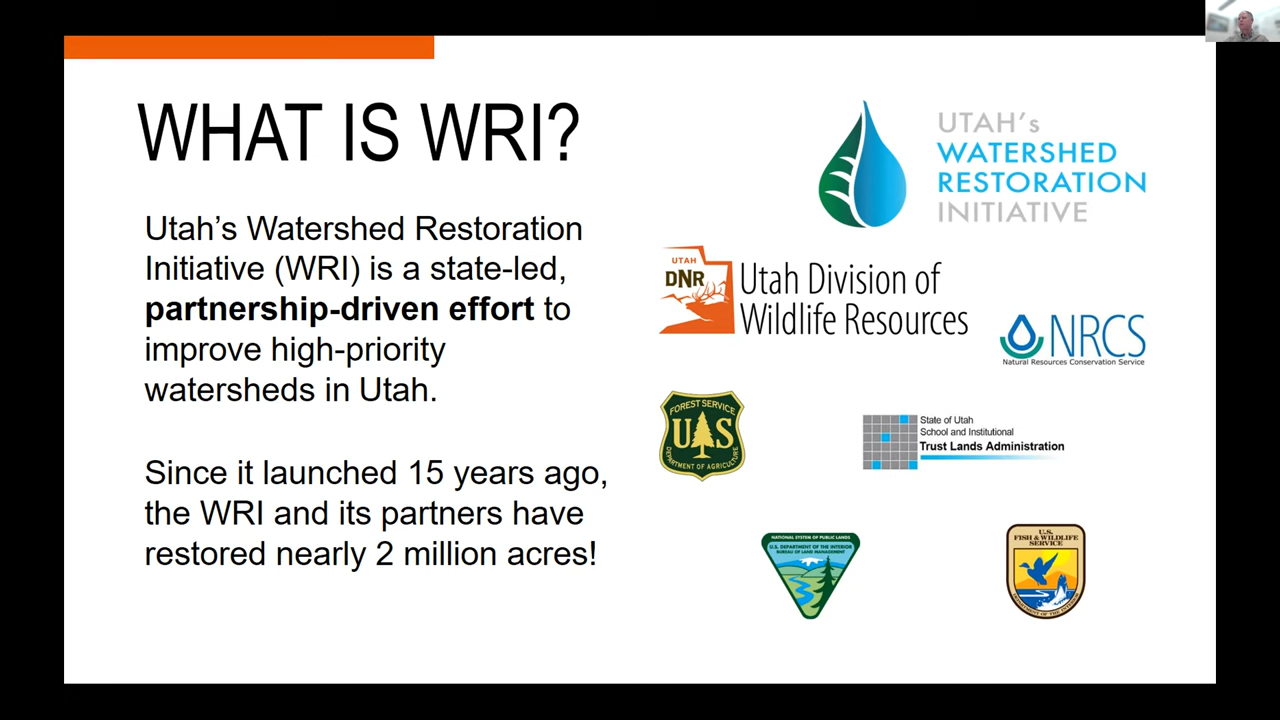 WHAT IS WRI?
Utah's Watershed Restoration
Initiative (WRI) is a state-led,
partnership-driven effort to
improve high-priority
watersheds in Utah.
Since it launched 15 years ago,
the WRI and its partners have
restored nearly 2 million acres!
UTAH's
WATERSHED
RESTORATION
INITIATIVE
UTAH
DNR
Utah Division of
Wildlife Resources
NRCS
Natural Resources Conservation Service
FOREST SERVICE
U S
DEPARTMENT OF AGRICULTURE
State of Utah
School and Institutional
Trust Lands Administration
NATIONAL SYSTEM OF PUBLIC LANDS
U.S. DEPARTMENT OF THE INTERIOR
BUREAU OF LAND MANAGEMENT
U.S.
FISH & WILDLIFE
SERVICE
DEPARTMENT OF THE INTERIOR